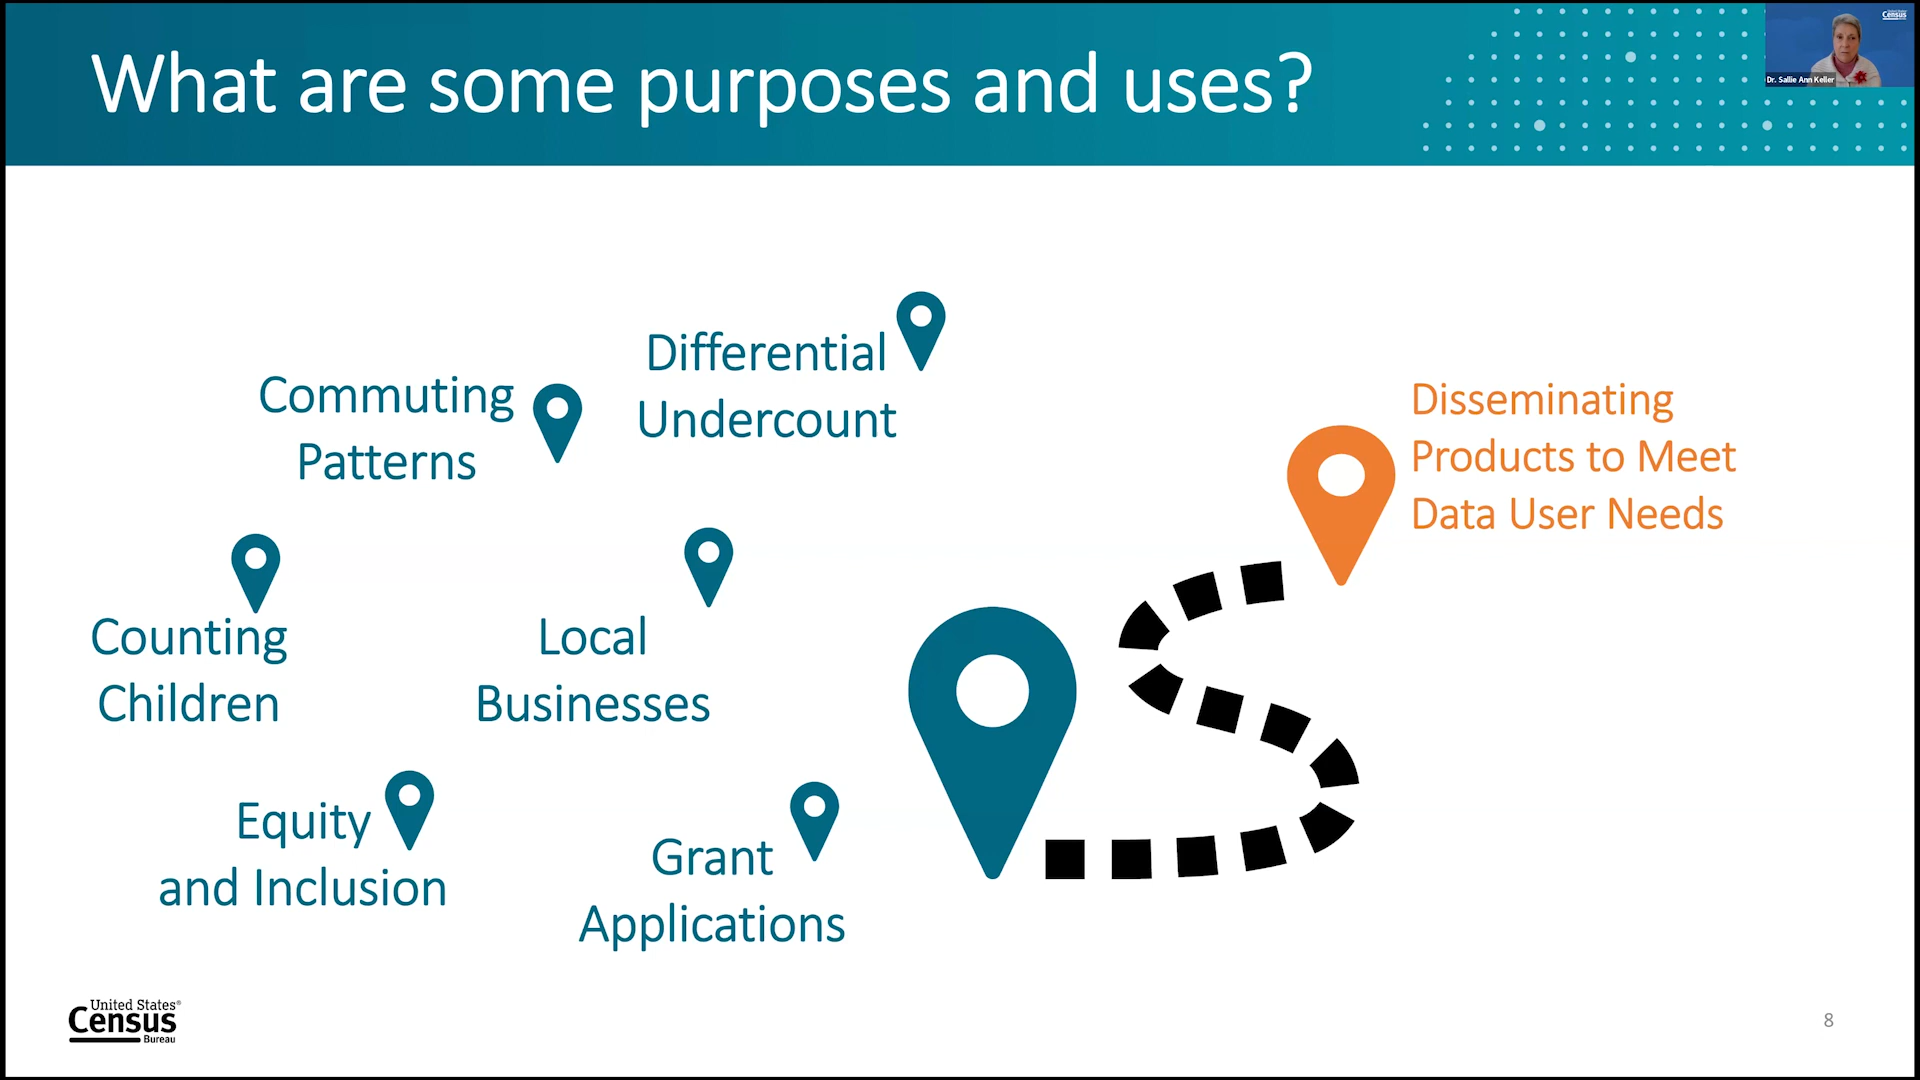 What are some purposes and uses?
Census
Dr. Sallie Ann Keller
Differential
Undercount
Commuting
Patterns
Disseminating
Products to Meet
Data User Needs
Counting
Children
Local
Businesses
Equity
and Inclusion
Grant
Applications
United States®
Census
Bureau
8